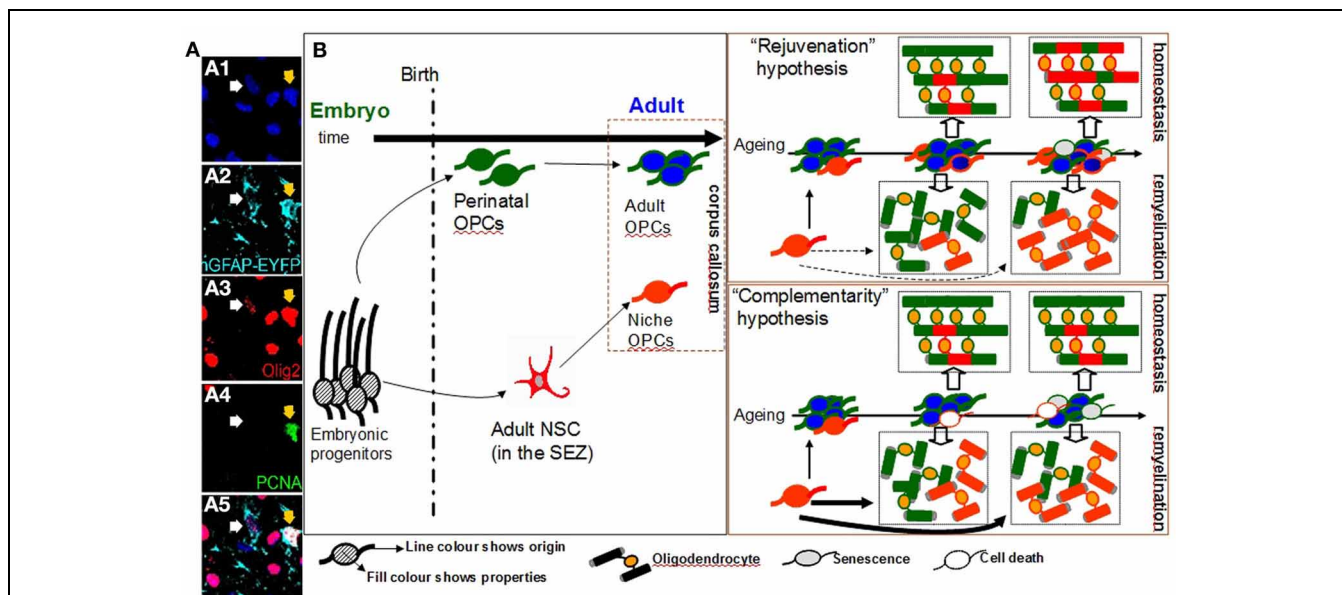 A
A1
A2
hGFAP-EYFP
A3
Olig2
A4
PCNA
A5
B
Birth
Embryo
Adult
time
Perinatal
OPCs
Adult
OPCs
corpus callosum
Niche
OPCs
Embryonic
progenitors
Adult NSC
(in the SEZ)
“Rejuvenation”
hypothesis
homeostasis
Ageing
remyelination
“Complementarity”
hypothesis
homeostasis
Ageing
remyelination
Line colour shows origin
Fill colour shows properties
Oligodendrocyte
Senescence
Cell death